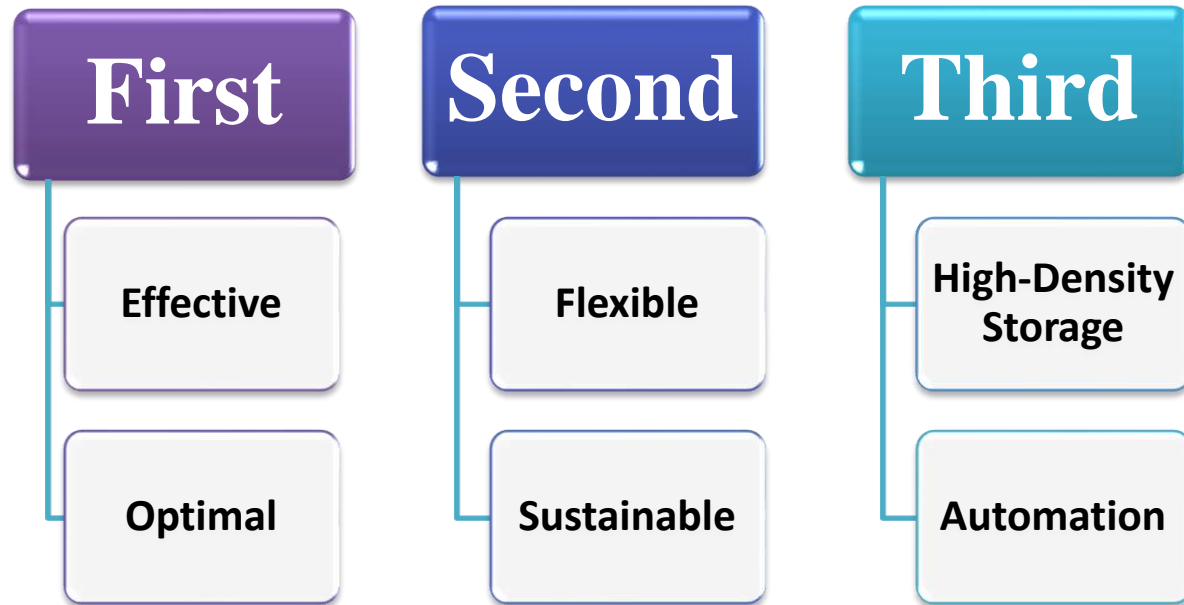 First
Effective
Optimal
Second
Flexible
Sustainable
Third
High-Density
Storage
Automation